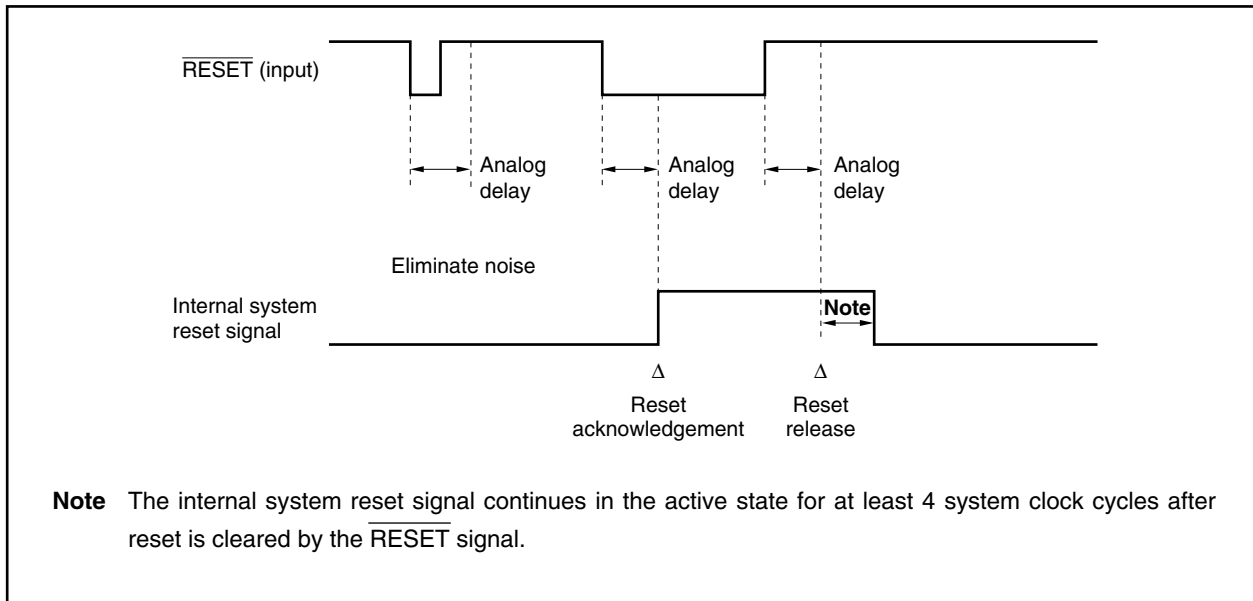 RESET (input)
Analog delay
Analog delay
Analog delay
Eliminate noise
Internal system
reset signal
Note
Δ
Δ
Reset
acknowledgement
Reset
release
Note The internal system reset signal continues in the active state for at least 4 system clock cycles after
reset is cleared by the RESET signal.